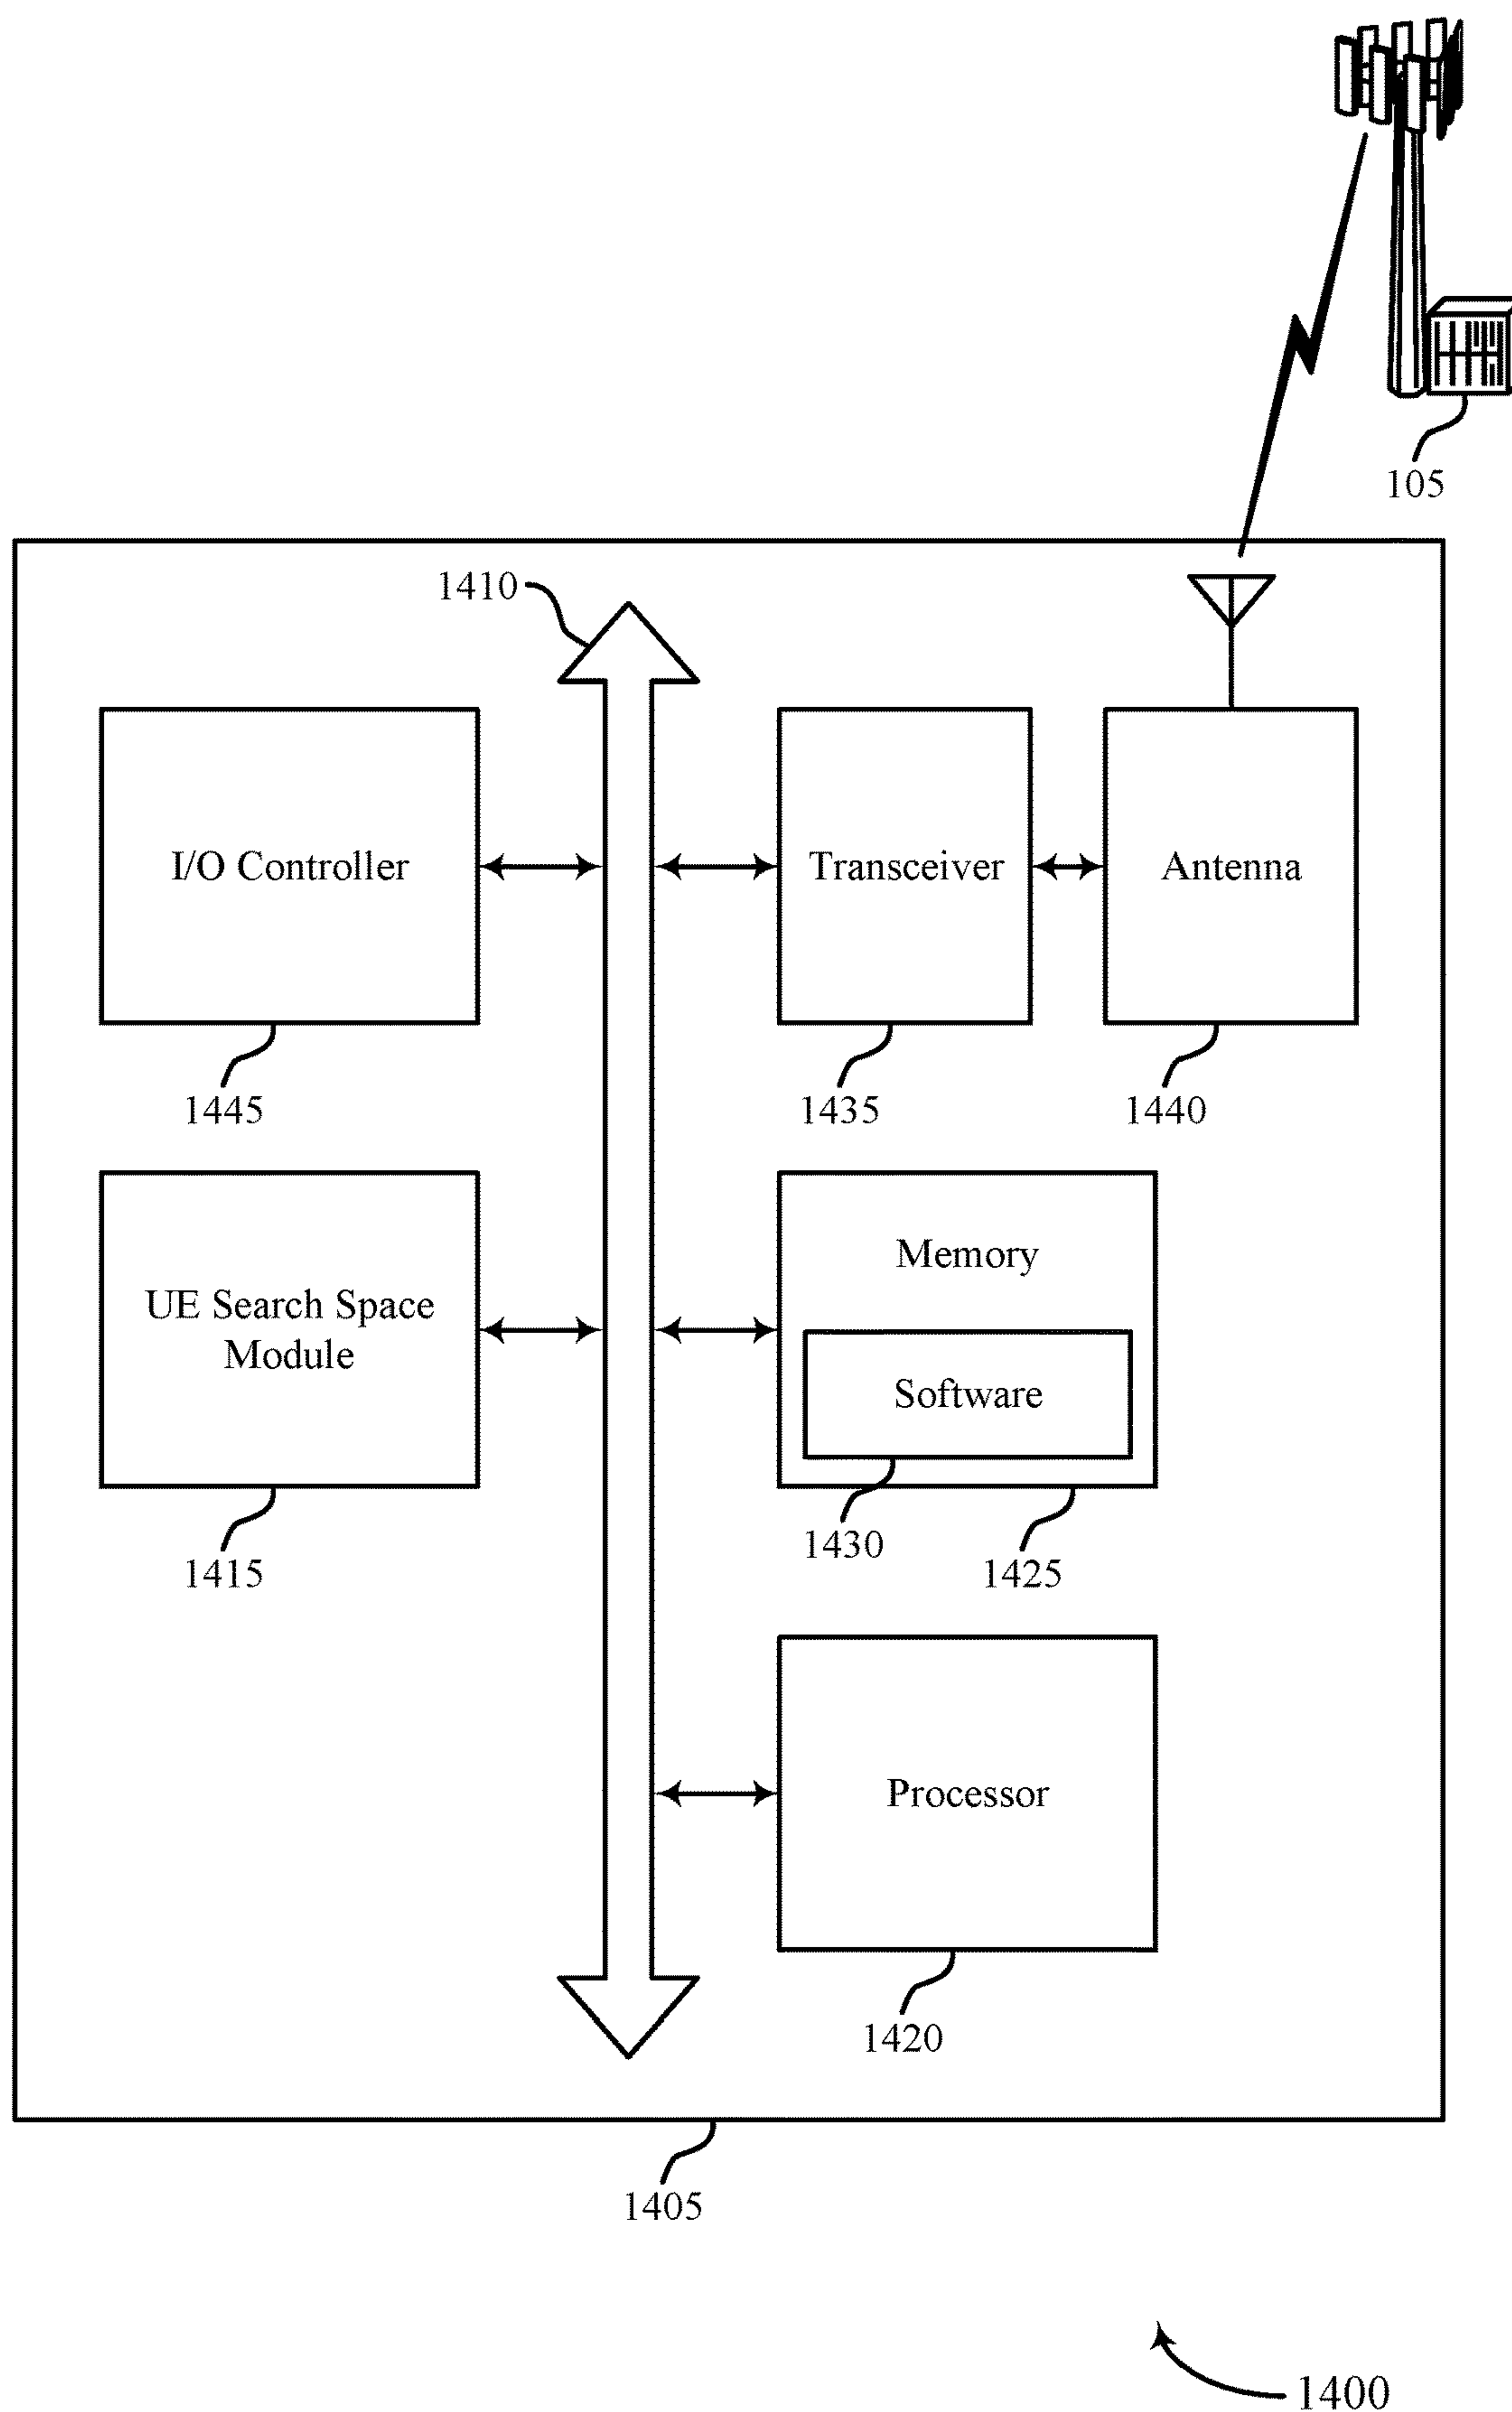 105
1410
I/O Controller
Transceiver
Antenna
1445
1435
1440
UE Search Space
Module
Memory
Software
1430
1415
1425
Processor
1420
1405
1400